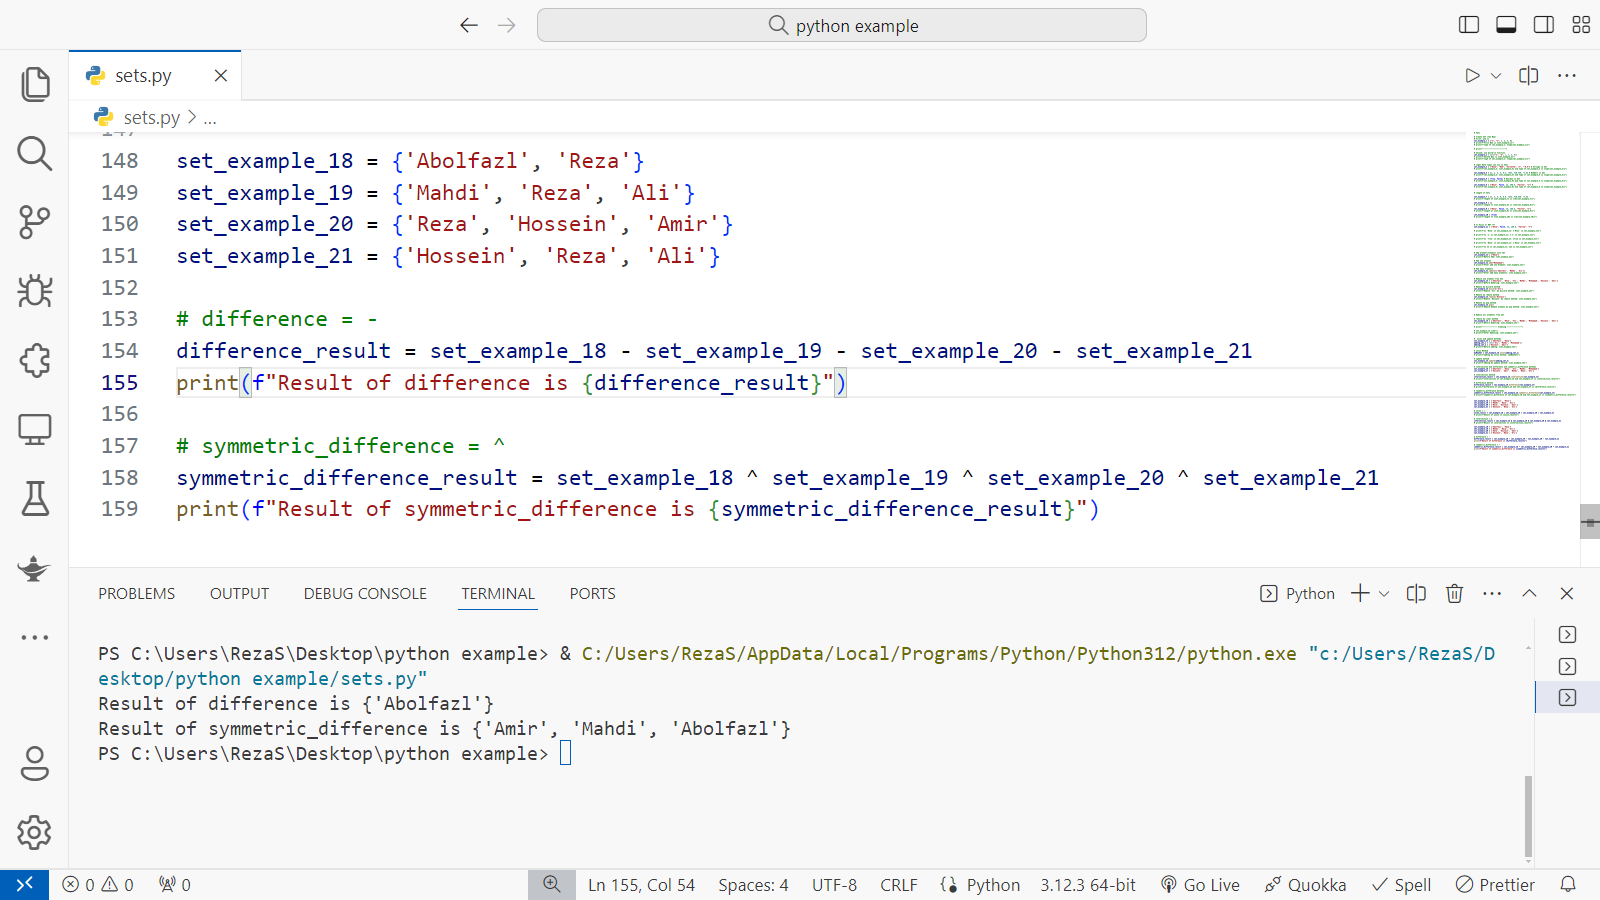 python example
sets.py
sets.py > ...
147
148 set_example_18 = {'Abolfazl', 'Reza'}
149 set_example_19 = {'Mahdi', 'Reza', 'Ali'}
150 set_example_20 = {'Reza', 'Hossein', 'Amir'}
151 set_example_21 = {'Hossein', 'Reza', 'Ali'}
152
153 # difference = -
154 difference_result = set_example_18 - set_example_19 - set_example_20 - set_example_21
155 print(f"Result of difference is {difference_result}")
156
157 # symmetric_difference = ^
158 symmetric_difference_result = set_example_18 ^ set_example_19 ^ set_example_20 ^ set_example_21
159 print(f"Result of symmetric_difference is {symmetric_difference_result}")
PROBLEMS OUTPUT DEBUG CONSOLE TERMINAL PORTS Python
PS C:\Users\RezaS\Desktop\python example> & C:/Users/RezaS/AppData/Local/Programs/Python/Python312/python.exe "c:/Users/RezaS/D
esktop/python example/sets.py"
Result of difference is {'Abolfazl'}
Result of symmetric_difference is {'Amir', 'Mahdi', 'Abolfazl'}
PS C:\Users\RezaS\Desktop\python example>
0 0 0 Ln 155, Col 54 Spaces: 4 UTF-8 CRLF Python 3.12.3 64-bit Go Live Quokka Spell Prettier